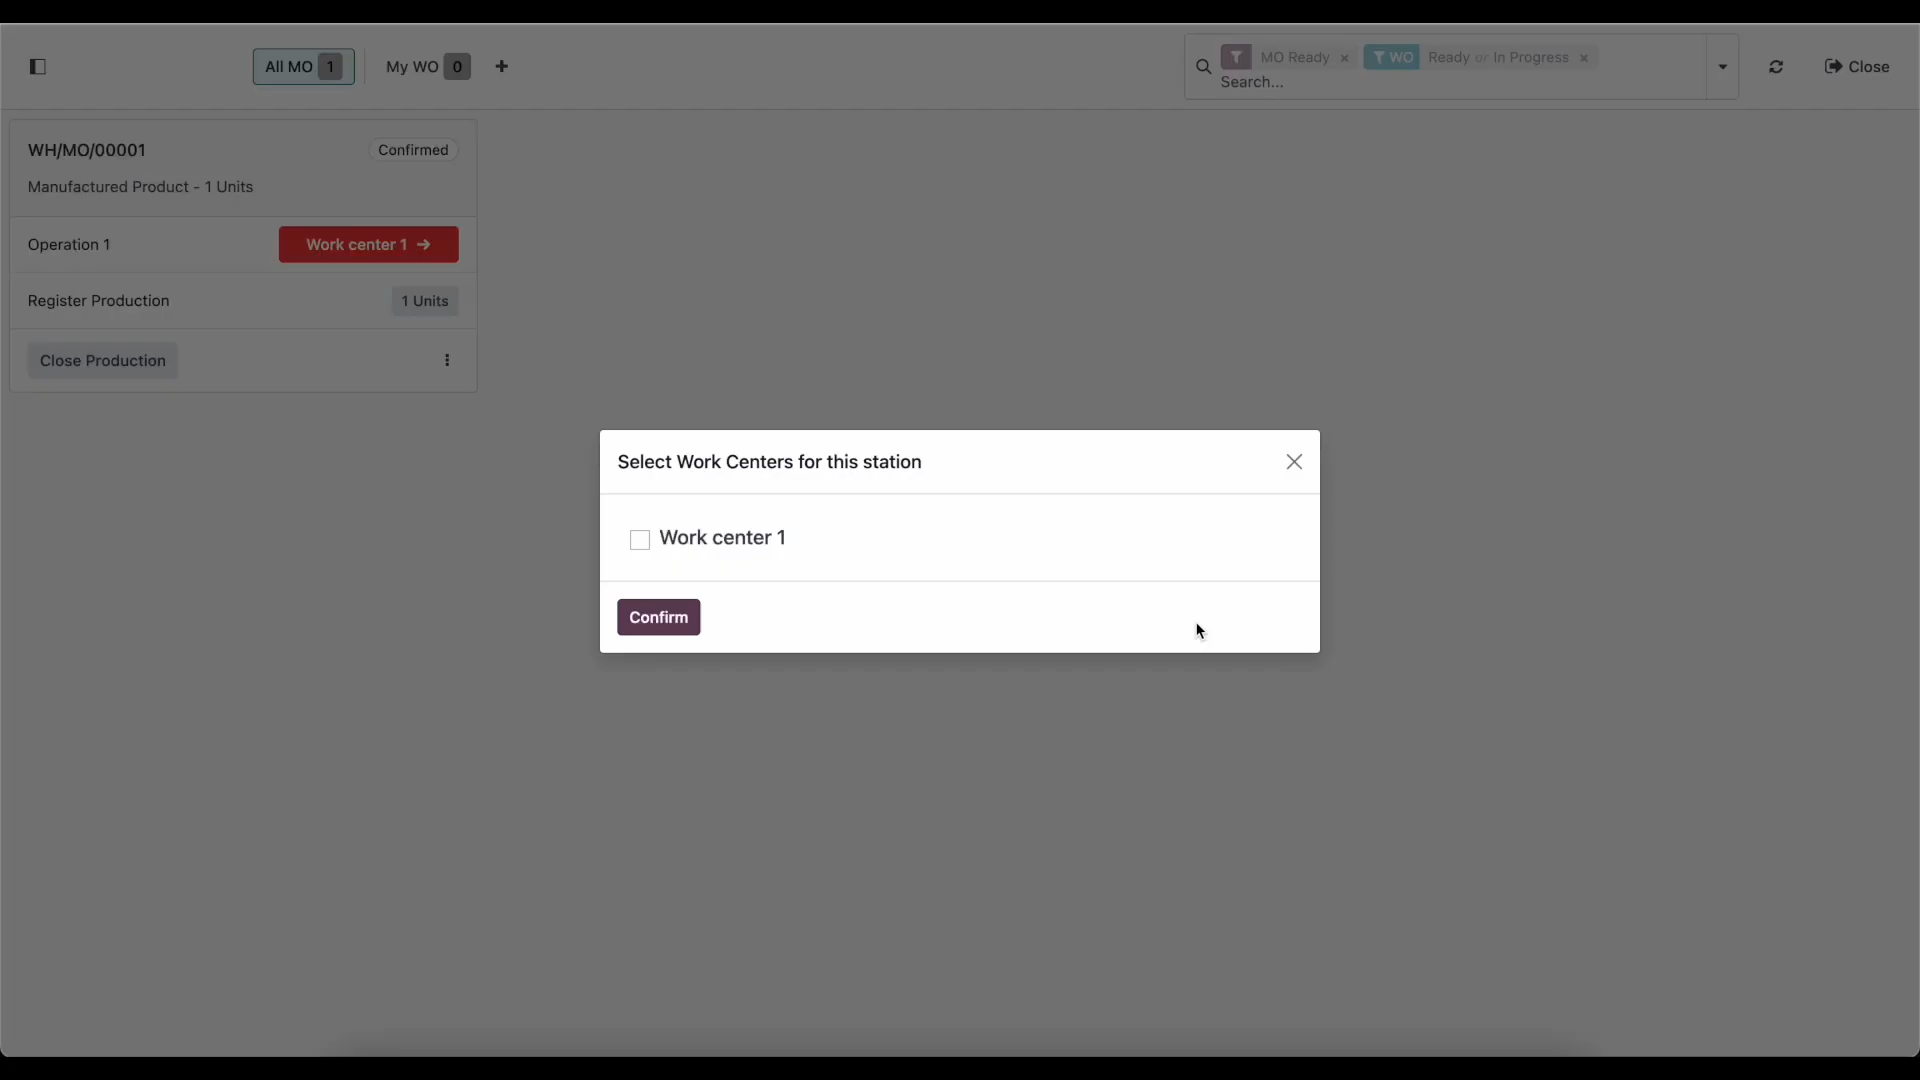 All MO 1
My WO 0
MO Ready
WO Ready or In Progress
Search...
Close
WH/MO/00001
Confirmed
Manufactured Product - 1 Units
Operation 1
Work center 1
Register Production
1 Units
Close Production
Select Work Centers for this station
Work center 1
Confirm